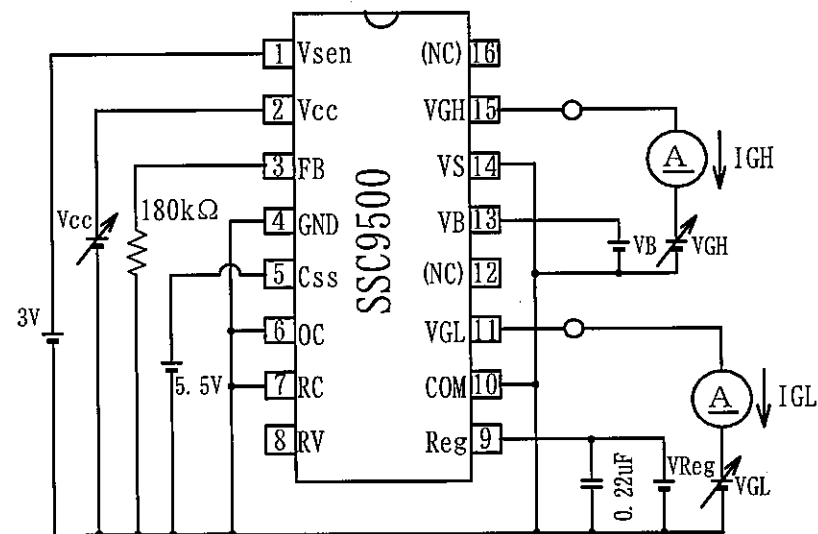 1 Vsen
2 Vcc
3 FB
4 GND
5 Css
6 OC
7 RC
8 RV
SSC9500
(NC) 16
VGH 15
VS 14
VB 13
(NC) 12
VGL 11
COM 10
Reg 9
Vcc
180kΩ
3V
5.5V
A
IGH
VB
VGH
A
IGL
0.22uF
VReg
VGL